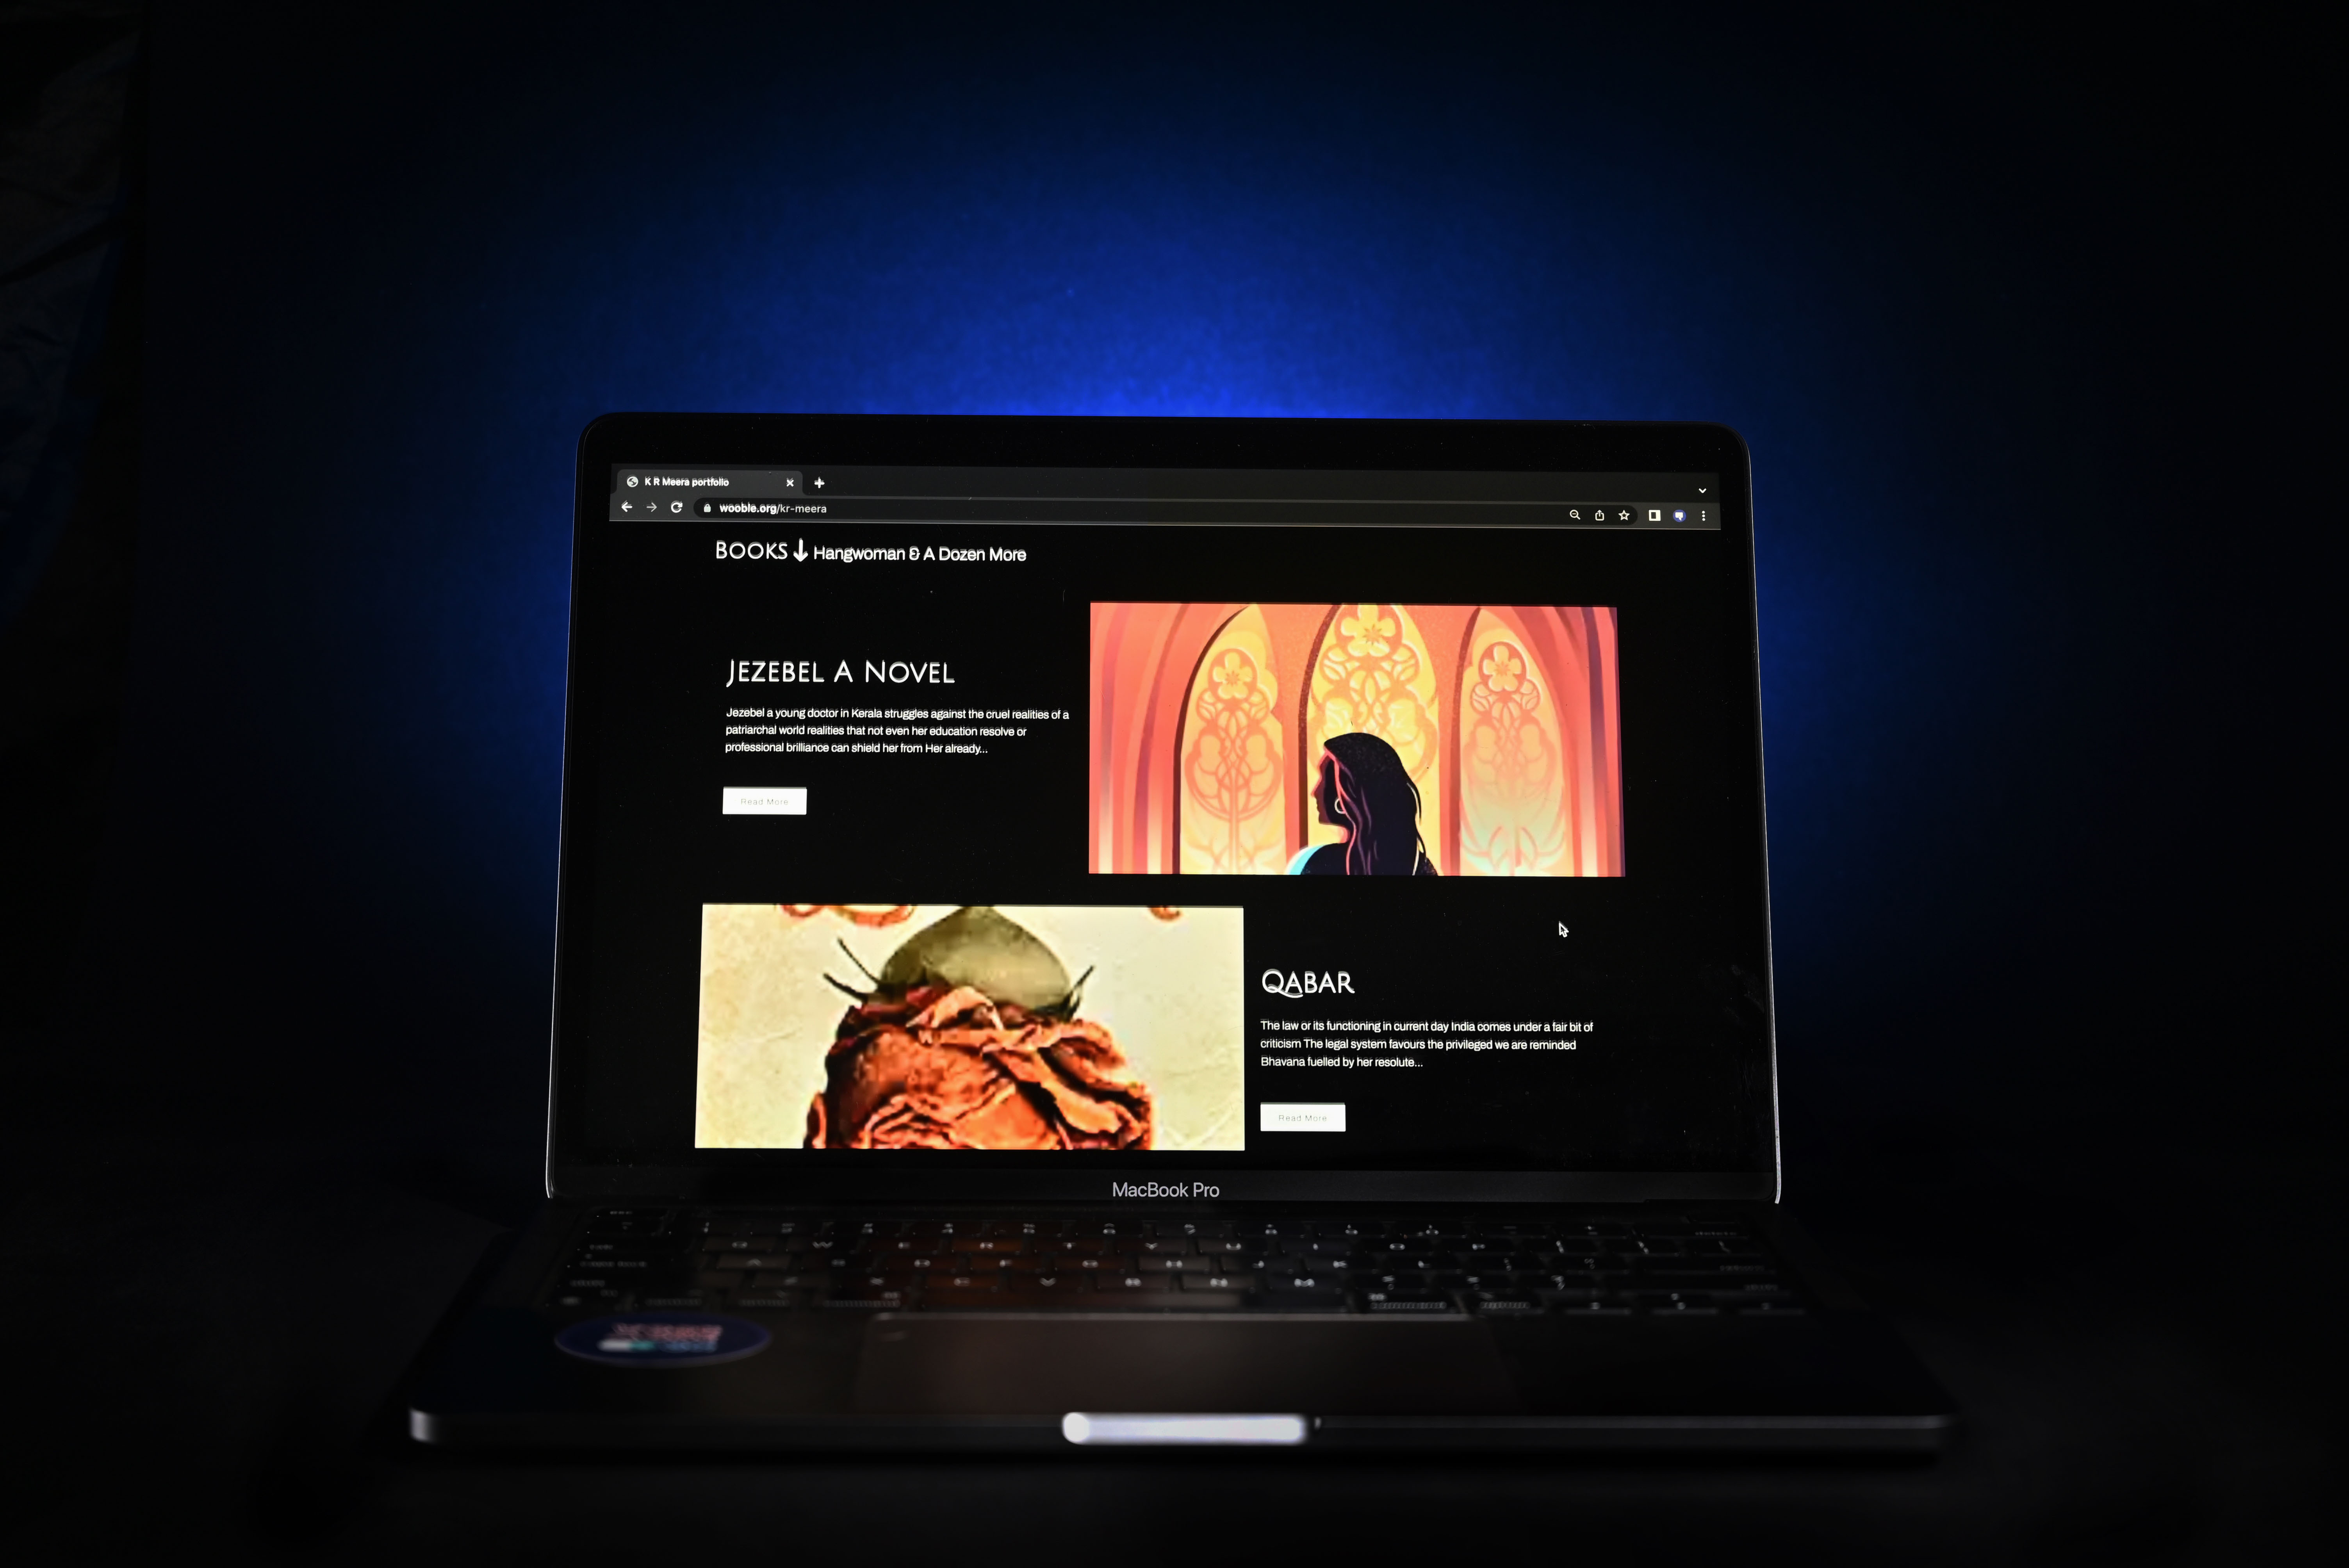 K R Meera portfolio
wooble.org/kr-meera
BOOKS ↓ Hangwoman & A Dozen More
JEZEBEL A NOVEL
Jezebel a young doctor in Kerala struggles against the cruel realities of a
patriarchal world realities that not even her education resolve or
professional brilliance can shield her from Her already...
Read More
QABAR
The law or its functioning in current day India comes under a fair bit of
criticism The legal system favours the privileged we are reminded
Bhavana fuelled by her resolute...
Read More
MacBook Pro